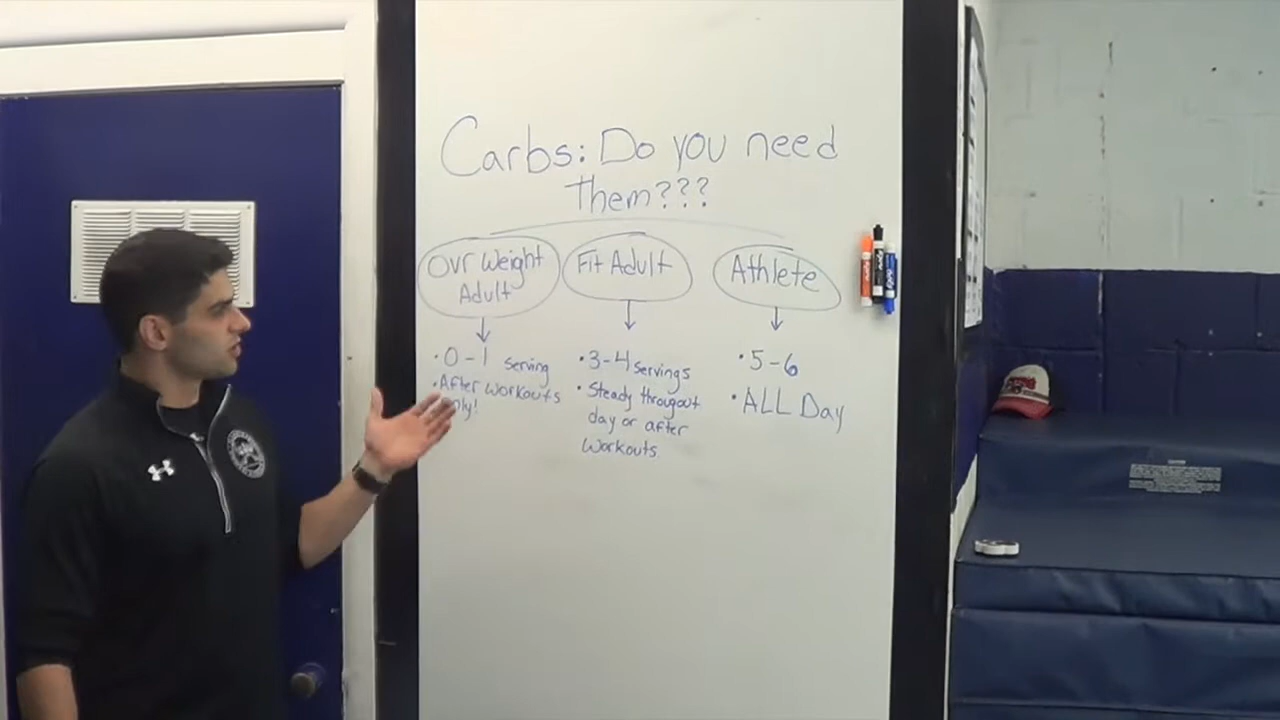 Carbs: Do you need
them???
Ovr Weight
Adult
Fit Adult
Athlete
• 0-1 serving
• After workouts
only!
• 3-4 servings
• Steady througout
day or after
workouts.
• 5-6
• ALL Day